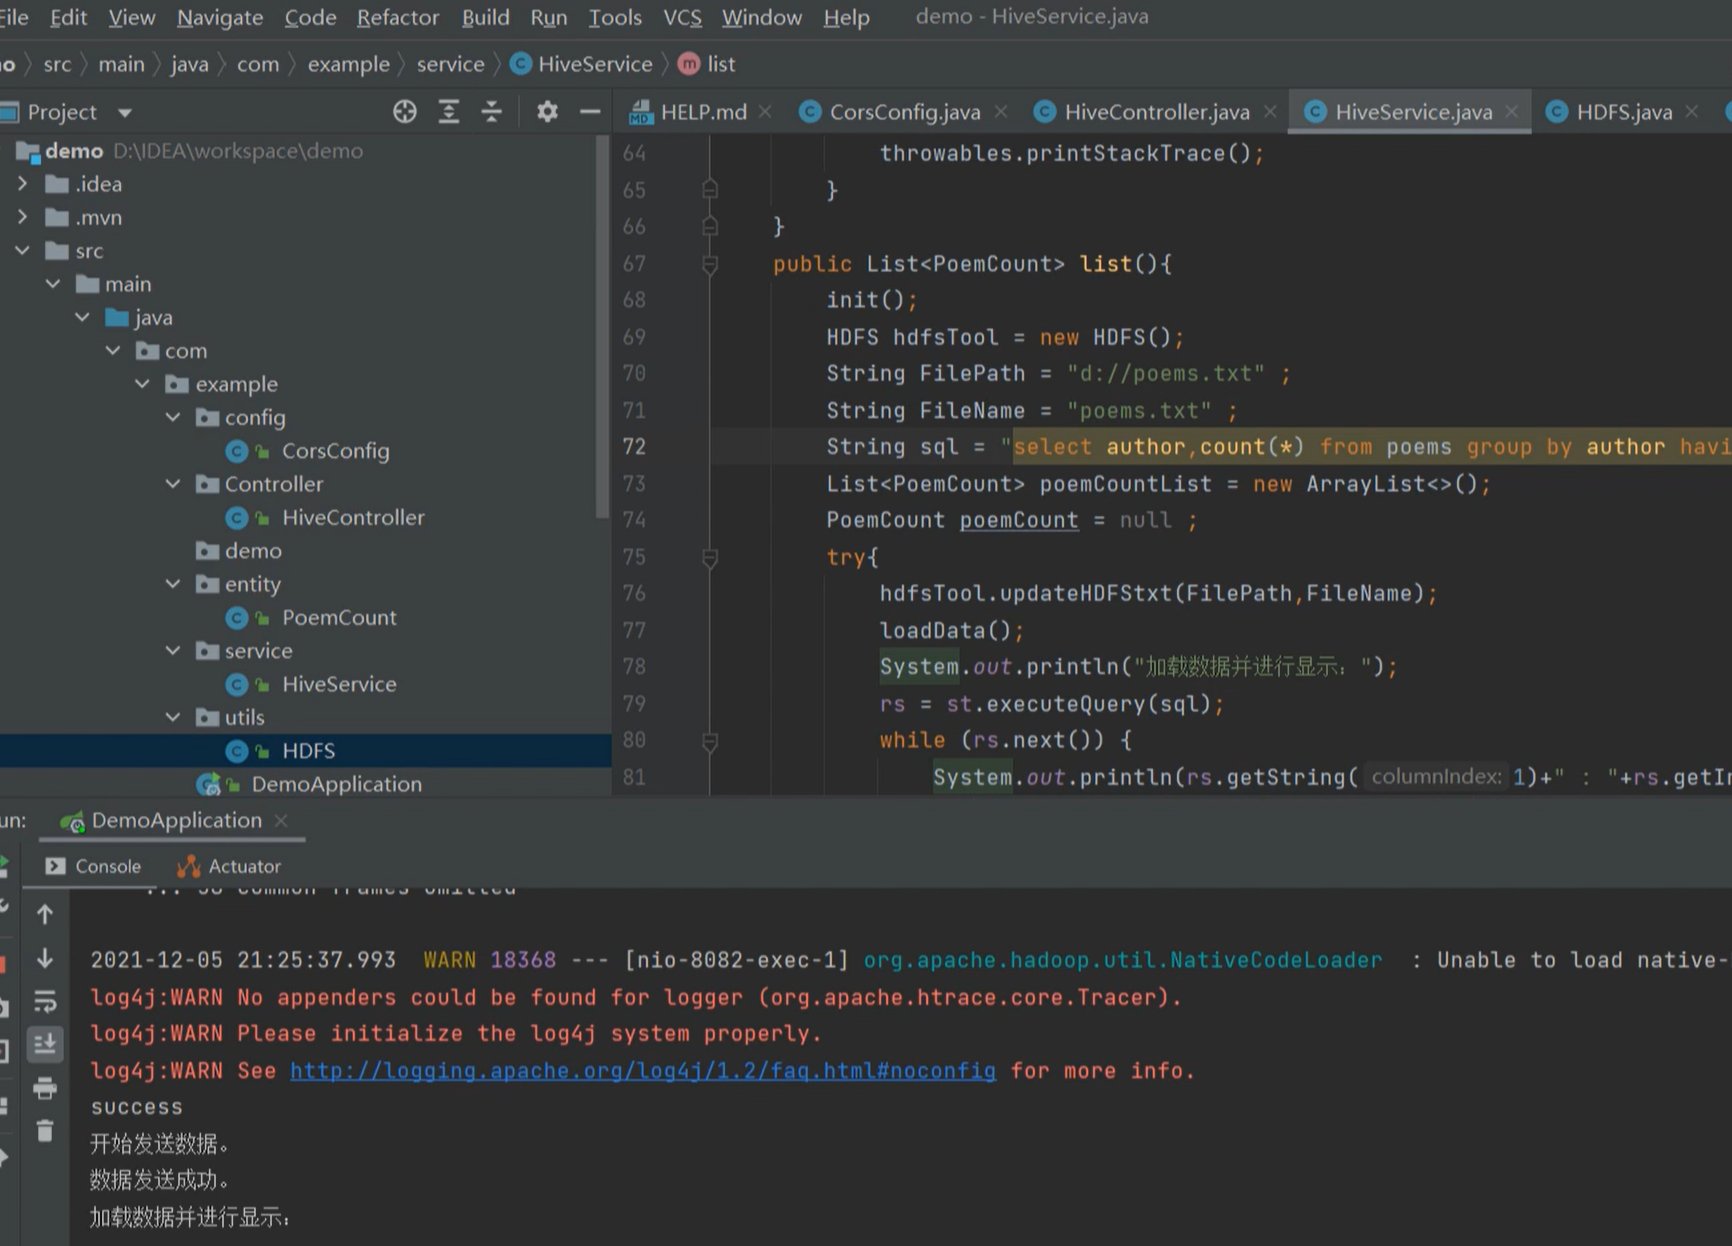 File Edit View Navigate Code Refactor Build Run Tools VCS Window Help demo - HiveService.java
src main java com example service HiveService list
Project
HELP.md CorsConfig.java HiveController.java HiveService.java HDFS.java
demo D:\IDEA\workspace\demo
.idea
.mvn
src
main
java
com
example
config
CorsConfig
Controller
HiveController
demo
entity
PoemCount
service
HiveService
utils
HDFS
DemoApplication
64 throwables.printStackTrace();
65 }
66 }
67 public List<PoemCount> list(){
68 init();
69 HDFS hdfsTool = new HDFS();
70 String FilePath = "d://poems.txt" ;
71 String FileName = "poems.txt" ;
72 String sql = "select author,count(*) from poems group by author havi
73 List<PoemCount> poemCountList = new ArrayList<>();
74 PoemCount poemCount = null ;
75 try{
76 hdfsTool.updateHDFStxt(FilePath,FileName);
77 loadData();
78 System.out.println("加载数据并进行显示：");
79 rs = st.executeQuery(sql);
80 while (rs.next()) {
81 System.out.println(rs.getString( columnIndex: 1)+" : "+rs.getIn
un: DemoApplication
Console Actuator
common frames omitted
2021-12-05 21:25:37.993 WARN 18368 --- [nio-8082-exec-1] org.apache.hadoop.util.NativeCodeLoader : Unable to load native-
log4j:WARN No appenders could be found for logger (org.apache.htrace.core.Tracer).
log4j:WARN Please initialize the log4j system properly.
log4j:WARN See http://logging.apache.org/log4j/1.2/faq.html#noconfig for more info.
success
开始发送数据。
数据发送成功。
加载数据并进行显示：